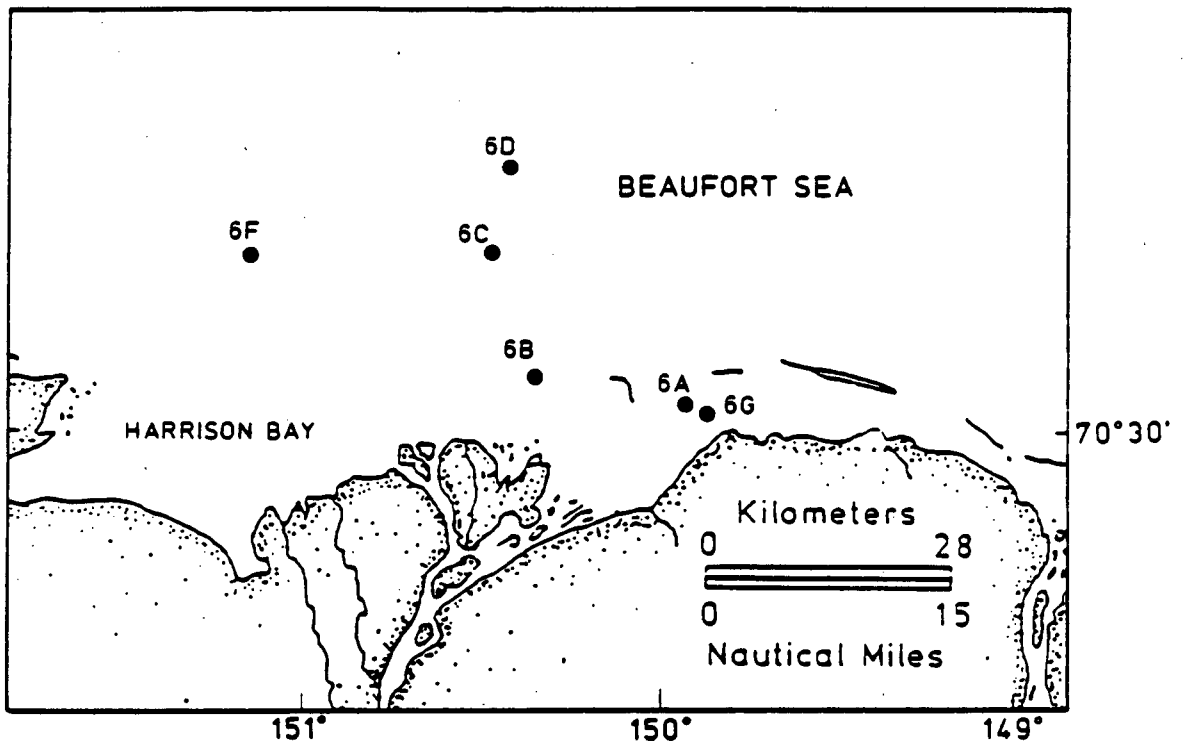 6D
BEAUFORT SEA
6F
6C
6B
6A
6G
HARRISON BAY
70°30'
Kilometers
0 28
0 15
Nautical Miles
151° 150° 149°